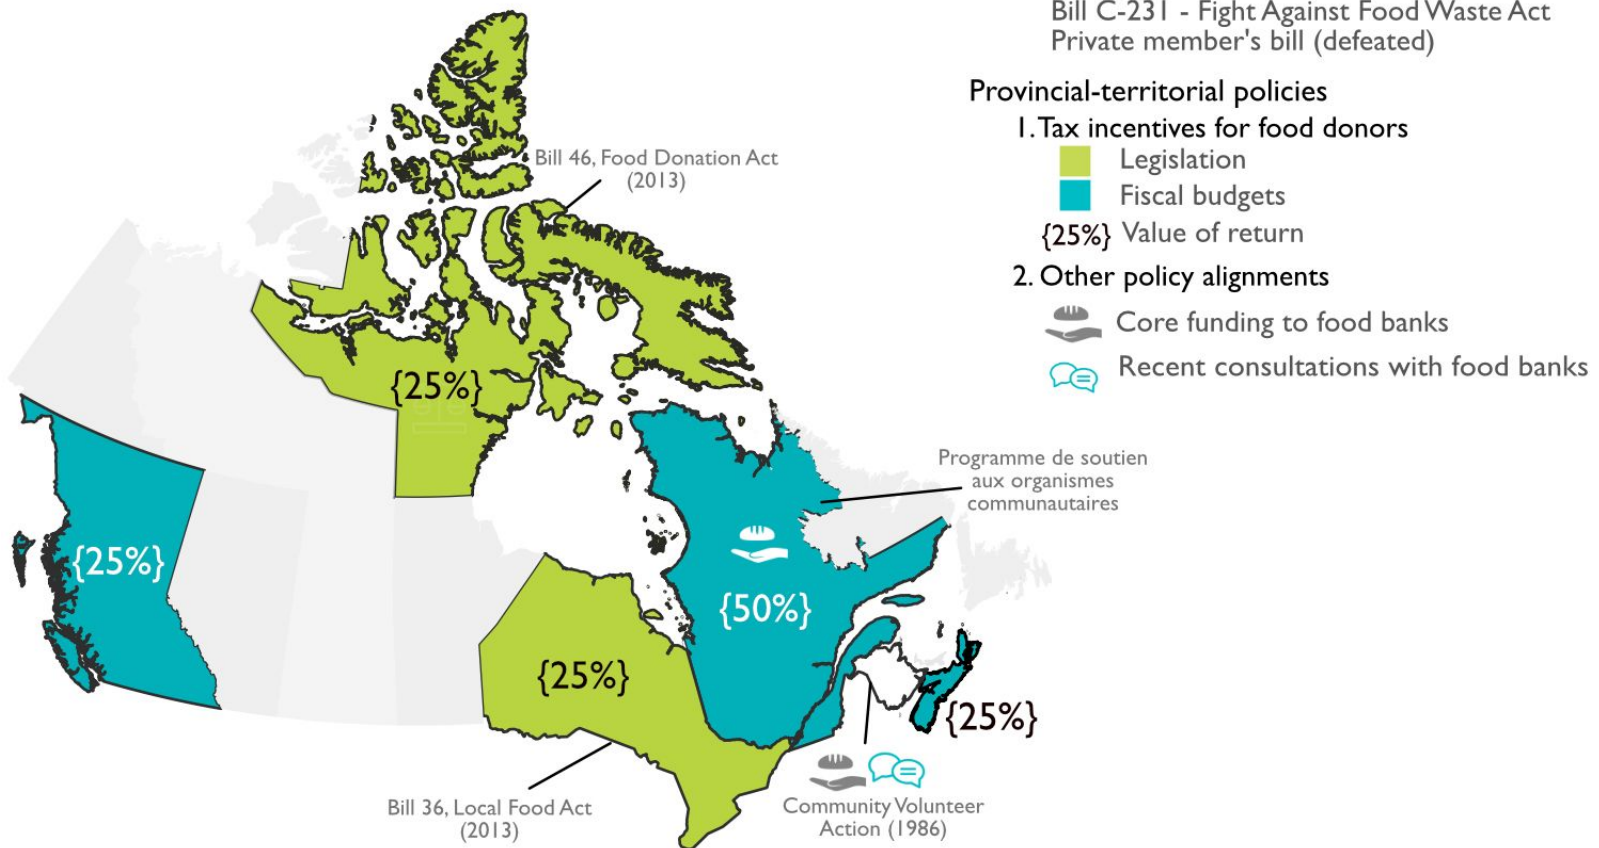 Bill C-231 - Fight Against Food Waste Act
Private member's bill (defeated)
Provincial-territorial policies
1. Tax incentives for food donors
Legislation
Fiscal budgets
{25%} Value of return
2. Other policy alignments
Core funding to food banks
Recent consultations with food banks
Bill 46, Food Donation Act
(2013)
{25%}
Programme de soutien
aux organismes
communautaires
{25%}
{50%}
{25%}
{25%}
Bill 36, Local Food Act
(2013)
Community Volunteer
Action (1986)